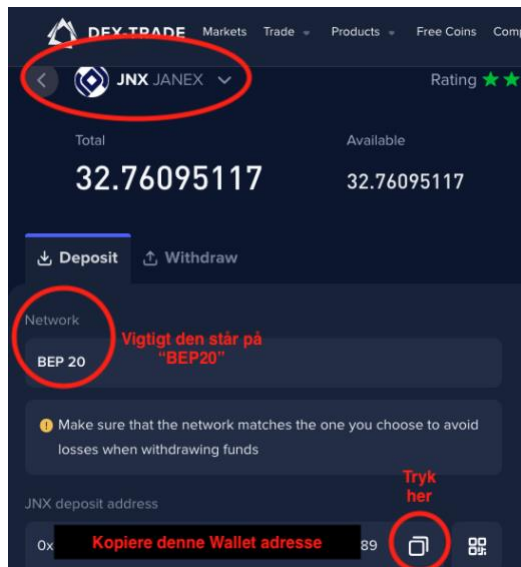 DEX-TRADE Markets Trade Products Free Coins Comp
JNX JANEX Rating
Total Available
32.76095117 32.76095117
Deposit Withdraw
Network
Vigtigt den står på
"BEP20"
BEP 20
Make sure that the network matches the one you choose to avoid
losses when withdrawing funds
Tryk
her
JNX deposit address
0x Kopiere denne Wallet adresse 89